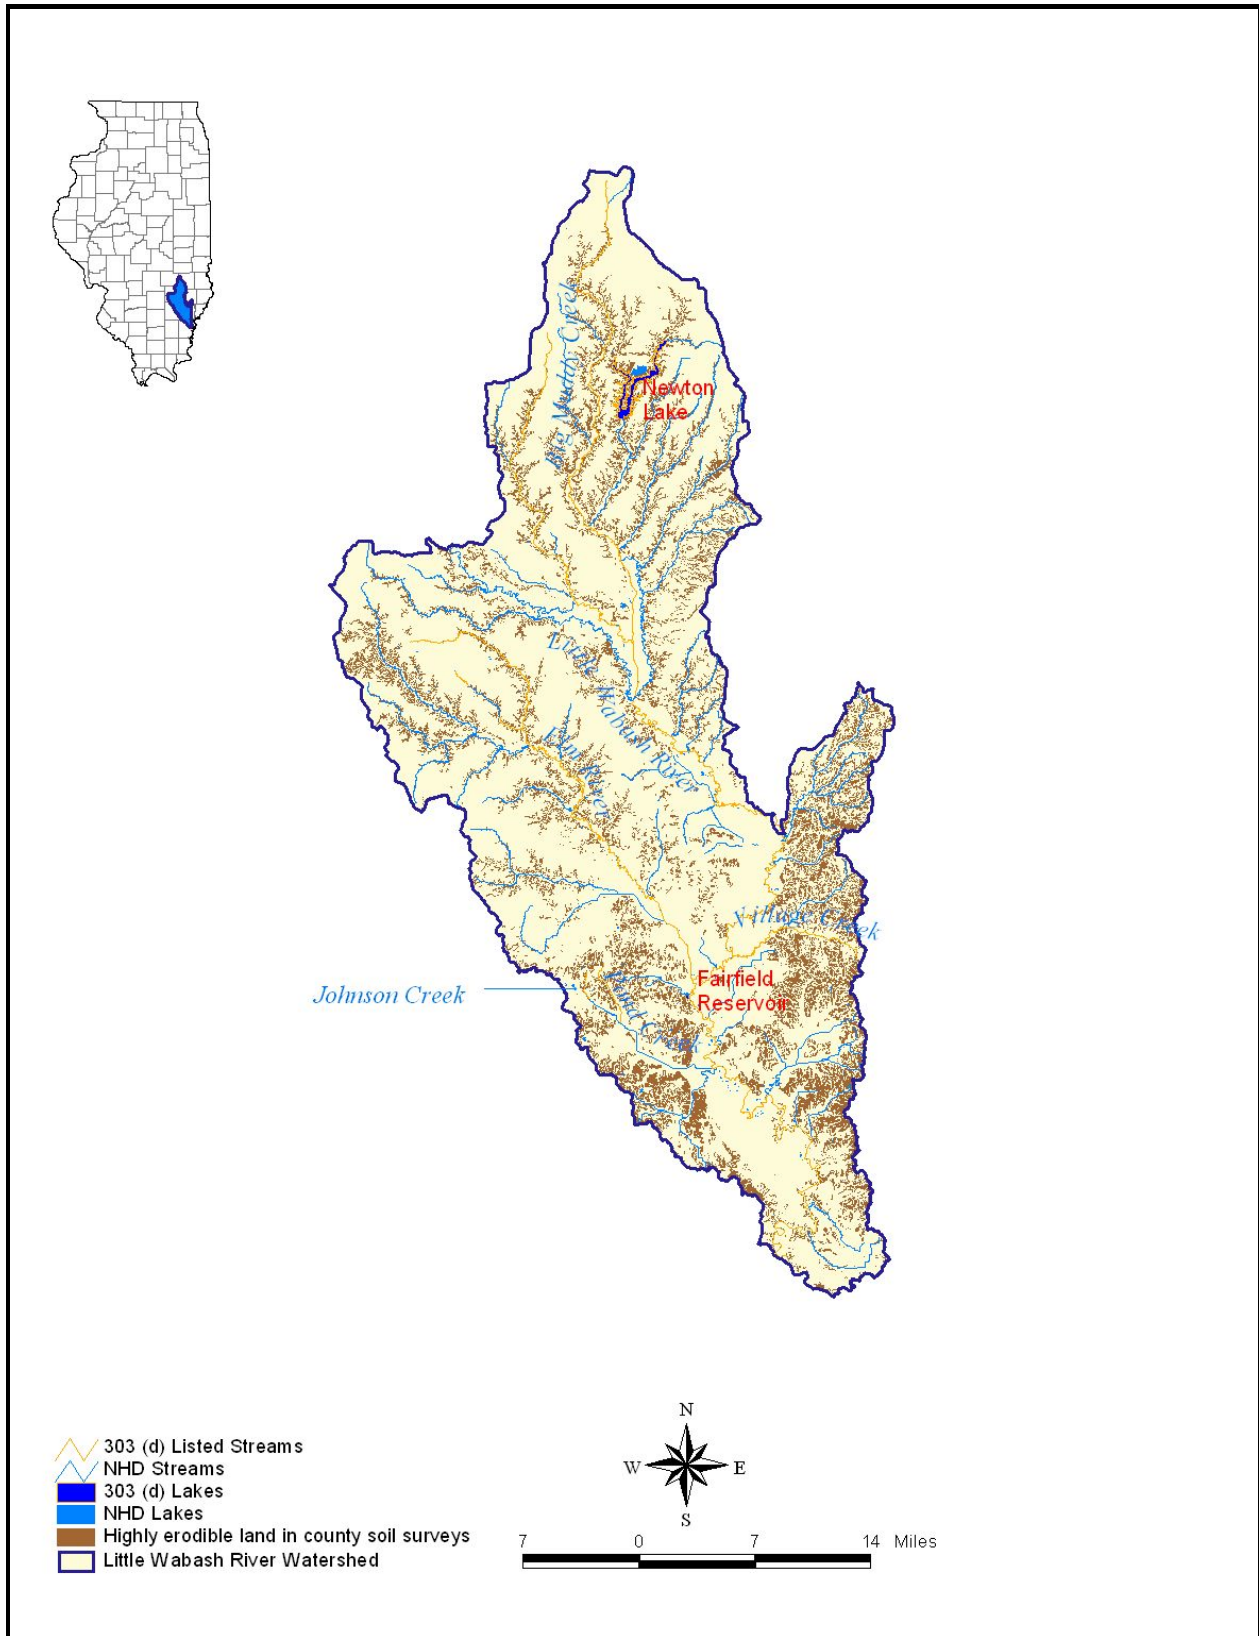 Big Muddy Creek
Newton
Lake
Little Wabash River
Elm River
Village Creek
Fairfield
Reservoir
Johnson Creek
Pond Creek
N
W
E
S
303 (d) Listed Streams
NHD Streams
303 (d) Lakes
NHD Lakes
Highly erodible land in county soil surveys
Little Wabash River Watershed
7 0 7 14 Miles